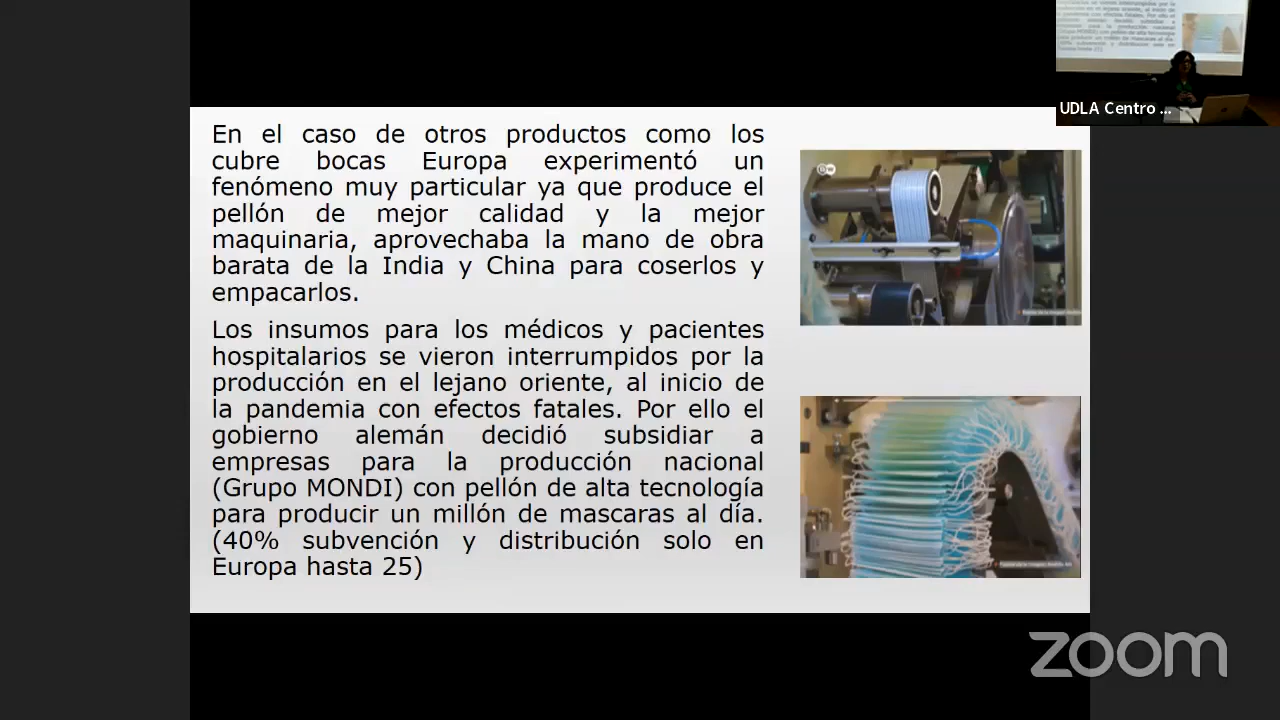 En el caso de otros productos como los
cubre bocas Europa experimentó un
fenómeno muy particular ya que produce el
pellón de mejor calidad y la mejor
maquinaria, aprovechaba la mano de obra
barata de la India y China para coserlos y
empacarlos.
Los insumos para los médicos y pacientes
hospitalarios se vieron interrumpidos por la
producción en el lejano oriente, al inicio de
la pandemia con efectos fatales. Por ello el
gobierno alemán decidió subsidiar a
empresas para la producción nacional
(Grupo MONDI) con pellón de alta tecnología
para producir un millón de mascaras al día.
(40% subvención y distribución solo en
Europa hasta 25)
UDLA Centro ...
zoom